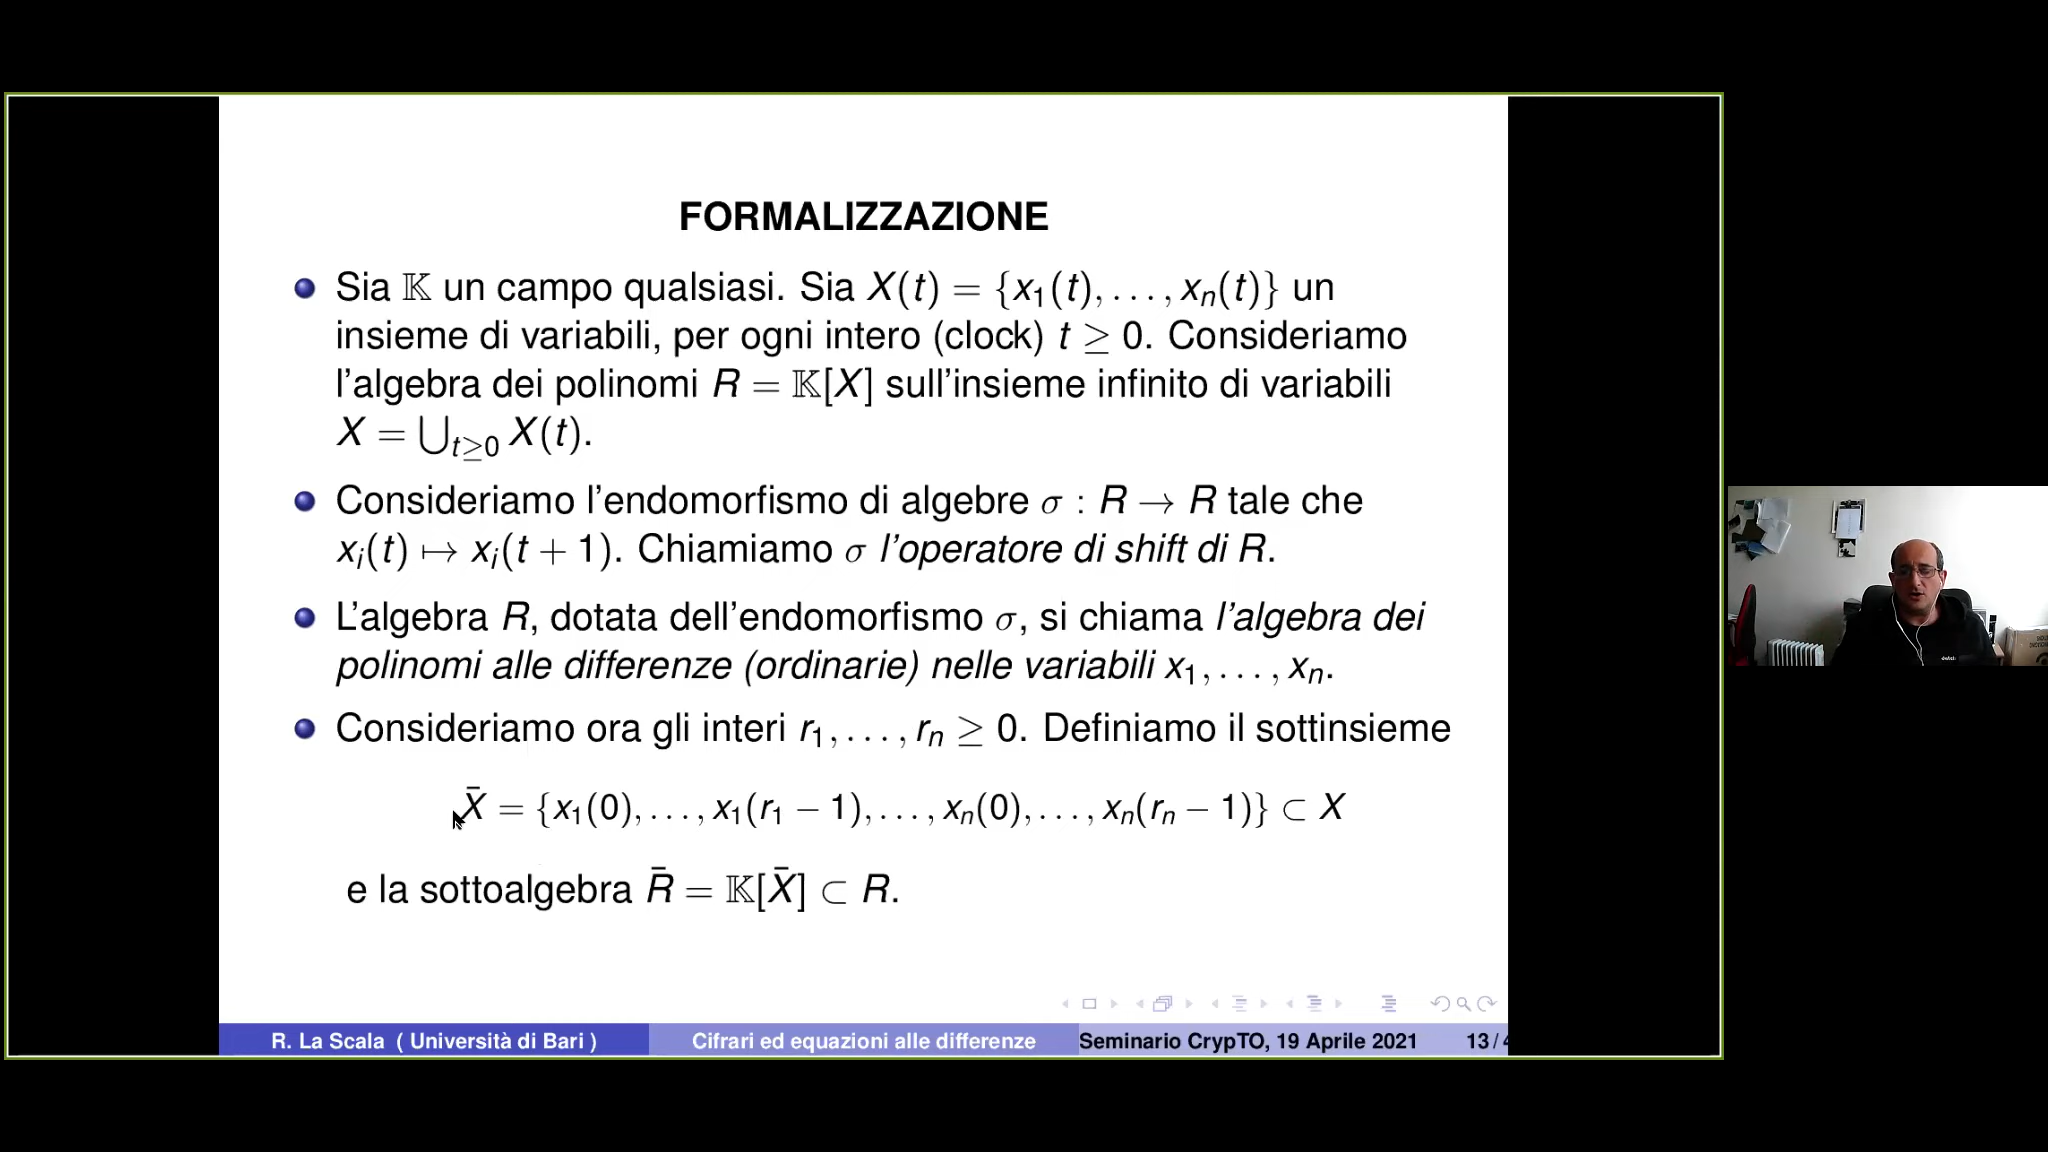 FORMALIZZAZIONE
Sia 𝕂 un campo qualsiasi. Sia X(t) = {x₁(t), . . . , xₙ(t)} un
insieme di variabili, per ogni intero (clock) t ≥ 0. Consideriamo
l'algebra dei polinomi R = 𝕂[X] sull'insieme infinito di variabili
X = ⋃ₜ≥₀ X(t).
Consideriamo l'endomorfismo di algebre σ : R → R tale che
xᵢ(t) ↦ xᵢ(t + 1). Chiamiamo σ l'operatore di shift di R.
L'algebra R, dotata dell'endomorfismo σ, si chiama l'algebra dei
polinomi alle differenze (ordinarie) nelle variabili x₁, . . . , xₙ.
Consideriamo ora gli interi r₁, . . . , rₙ ≥ 0. Definiamo il sottinsieme
X̄ = {x₁(0), . . . , x₁(r₁ − 1), . . . , xₙ(0), . . . , xₙ(rₙ − 1)} ⊂ X
e la sottoalgebra R̄ = 𝕂[X̄] ⊂ R.
R. La Scala ( Università di Bari ) Cifrari ed equazioni alle differenze Seminario CrypTO, 19 Aprile 2021 13 /